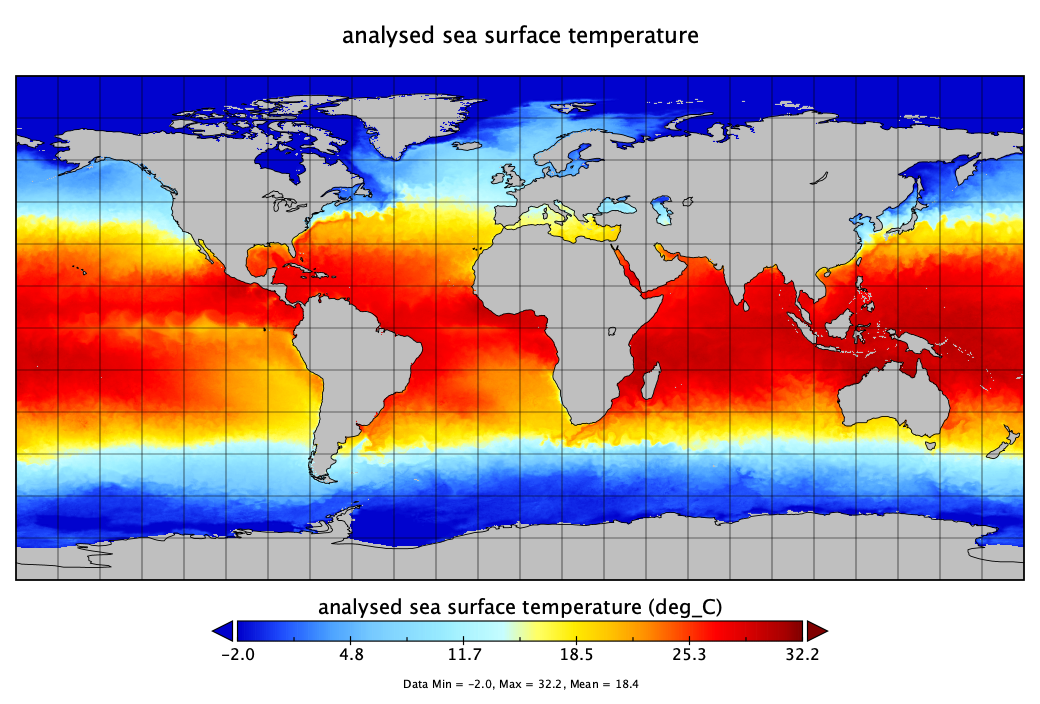 analysed sea surface temperature
analysed sea surface temperature (deg_C)
−2.0 4.8 11.7 18.5 25.3 32.2
Data Min = −2.0, Max = 32.2, Mean = 18.4